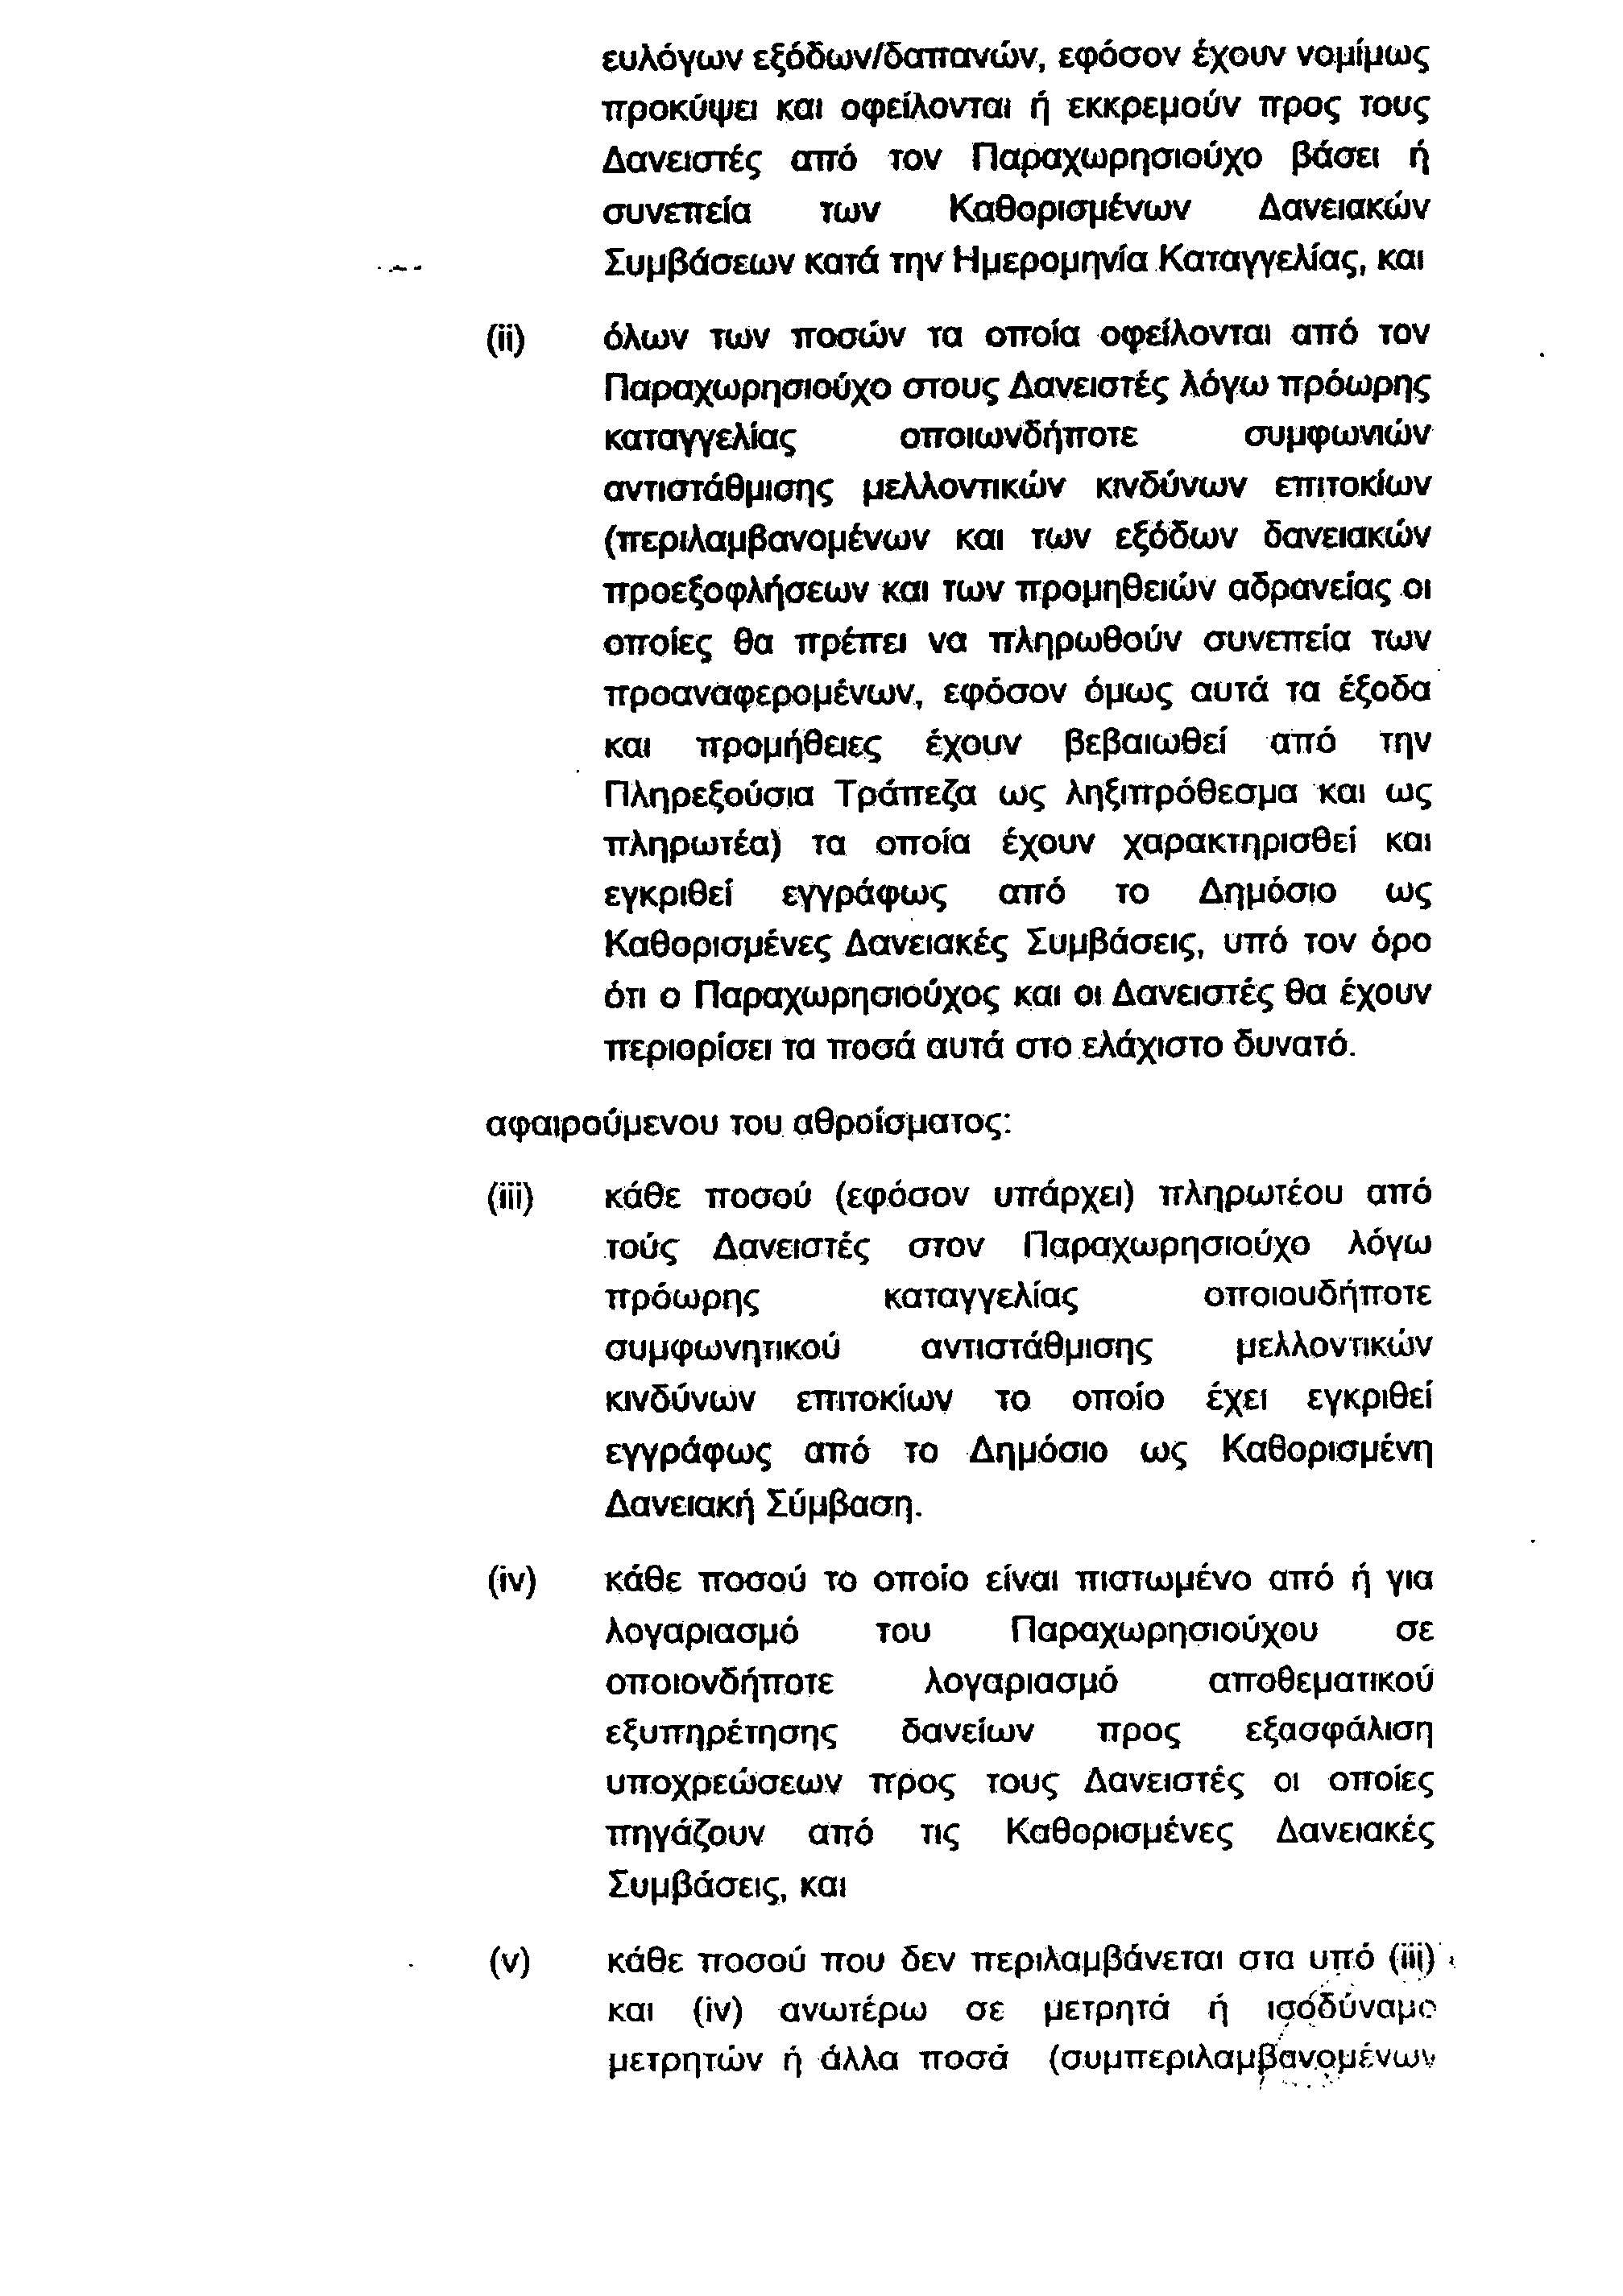 ευλόγων εξόδων/δαπανών, εφόσον έχουν νομίμως
προκύψει και οφείλονται ή εκκρεμούν προς τους
Δανειστές από τον Παραχωρησιούχο βάσει ή
συνεπεία των Καθορισμένων Δανειακών
Συμβάσεων κατά την Ημερομηνία Καταγγελίας, και
(ii) όλων των ποσών τα οποία οφείλονται από τον
Παραχωρησιούχο στους Δανειστές λόγω πρόωρης
καταγγελίας οποιωνδήποτε συμφωνιών
αντιστάθμισης μελλοντικών κινδύνων επιτοκίων
(περιλαμβανομένων και των εξόδων δανειακών
προεξοφλήσεων και των προμηθειών αδρανείας οι
οποίες θα πρέπει να πληρωθούν συνεπεία των
προαναφερομένων, εφόσον όμως αυτά τα έξοδα
και προμήθειες έχουν βεβαιωθεί από την
Πληρεξούσια Τράπεζα ως ληξιπρόθεσμα και ως
πληρωτέα) τα οποία έχουν χαρακτηρισθεί και
εγκριθεί εγγράφως από το Δημόσιο ως
Καθορισμένες Δανειακές Συμβάσεις, υπό τον όρο
ότι ο Παραχωρησιούχος και οι Δανειστές θα έχουν
περιορίσει τα ποσά αυτά στο ελάχιστο δυνατό.
αφαιρούμενου του αθροίσματος:
(iii) κάθε ποσού (εφόσον υπάρχει) πληρωτέου από
τούς Δανειστές στον Παραχωρησιούχο λόγω
πρόωρης καταγγελίας οποιουδήποτε
συμφωνητικού αντιστάθμισης μελλοντικών
κινδύνων επιτοκίων το οποίο έχει εγκριθεί
εγγράφως από το Δημόσιο ως Καθορισμένη
Δανειακή Σύμβαση.
(iv) κάθε ποσού το οποίο είναι πιστωμένο από ή για
λογαριασμό του Παραχωρησιούχου σε
οποιονδήποτε λογαριασμό αποθεματικού
εξυπηρέτησης δανείων προς εξασφάλιση
υποχρεώσεων προς τους Δανειστές οι οποίες
πηγάζουν από τις Καθορισμένες Δανειακές
Συμβάσεις, και
(v) κάθε ποσού που δεν περιλαμβάνεται στα υπό (iii)
και (iv) ανωτέρω σε μετρητά ή ισοδύναμο
μετρητών ή άλλα ποσά (συμπεριλαμβανομένων